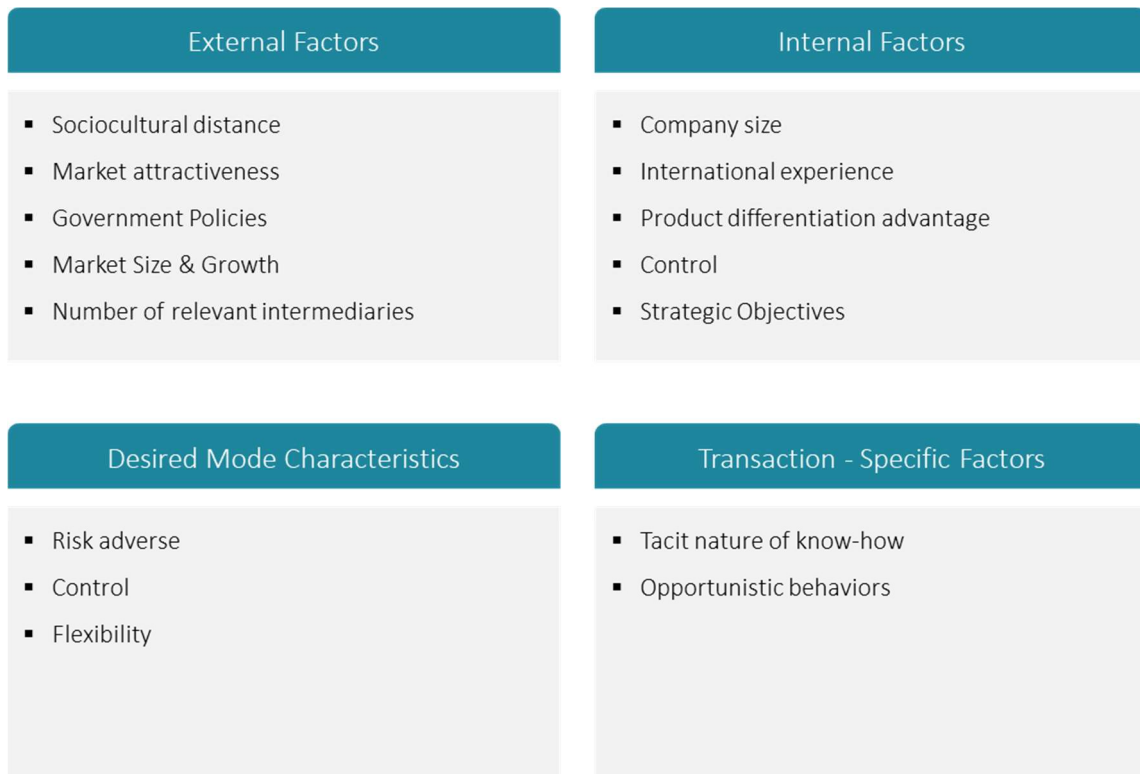 External Factors
▪ Sociocultural distance
▪ Market attractiveness
▪ Government Policies
▪ Market Size & Growth
▪ Number of relevant intermediaries
Internal Factors
▪ Company size
▪ International experience
▪ Product differentiation advantage
▪ Control
▪ Strategic Objectives
Desired Mode Characteristics
▪ Risk adverse
▪ Control
▪ Flexibility
Transaction - Specific Factors
▪ Tacit nature of know-how
▪ Opportunistic behaviors